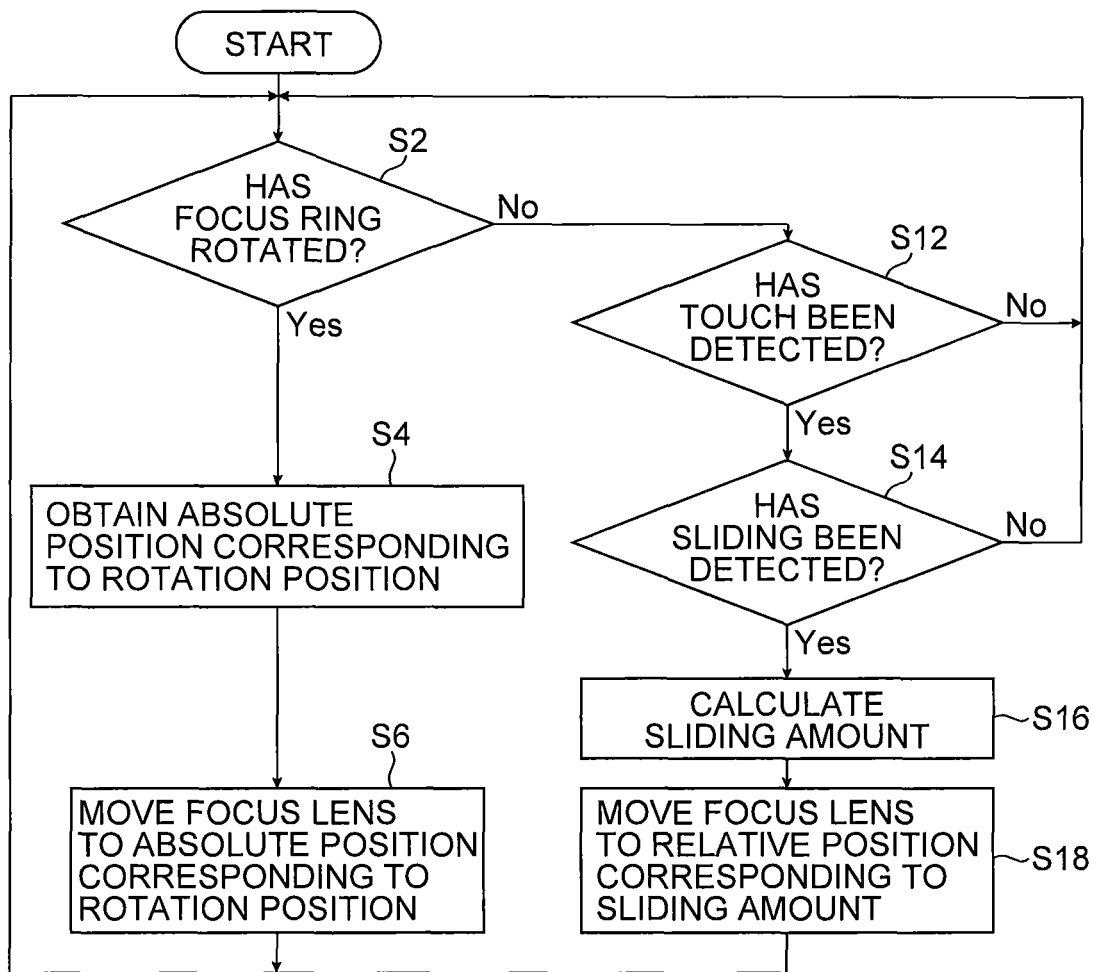 START
S2
HAS
FOCUS RING
ROTATED?
No
Yes
S12
HAS
TOUCH BEEN
DETECTED?
No
Yes
S4
OBTAIN ABSOLUTE
POSITION CORRESPONDING
TO ROTATION POSITION
S14
HAS
SLIDING BEEN
DETECTED?
No
Yes
CALCULATE
SLIDING AMOUNT
S16
S6
MOVE FOCUS LENS
TO ABSOLUTE POSITION
CORRESPONDING TO
ROTATION POSITION
MOVE FOCUS LENS
TO RELATIVE POSITION
CORRESPONDING TO
SLIDING AMOUNT
S18